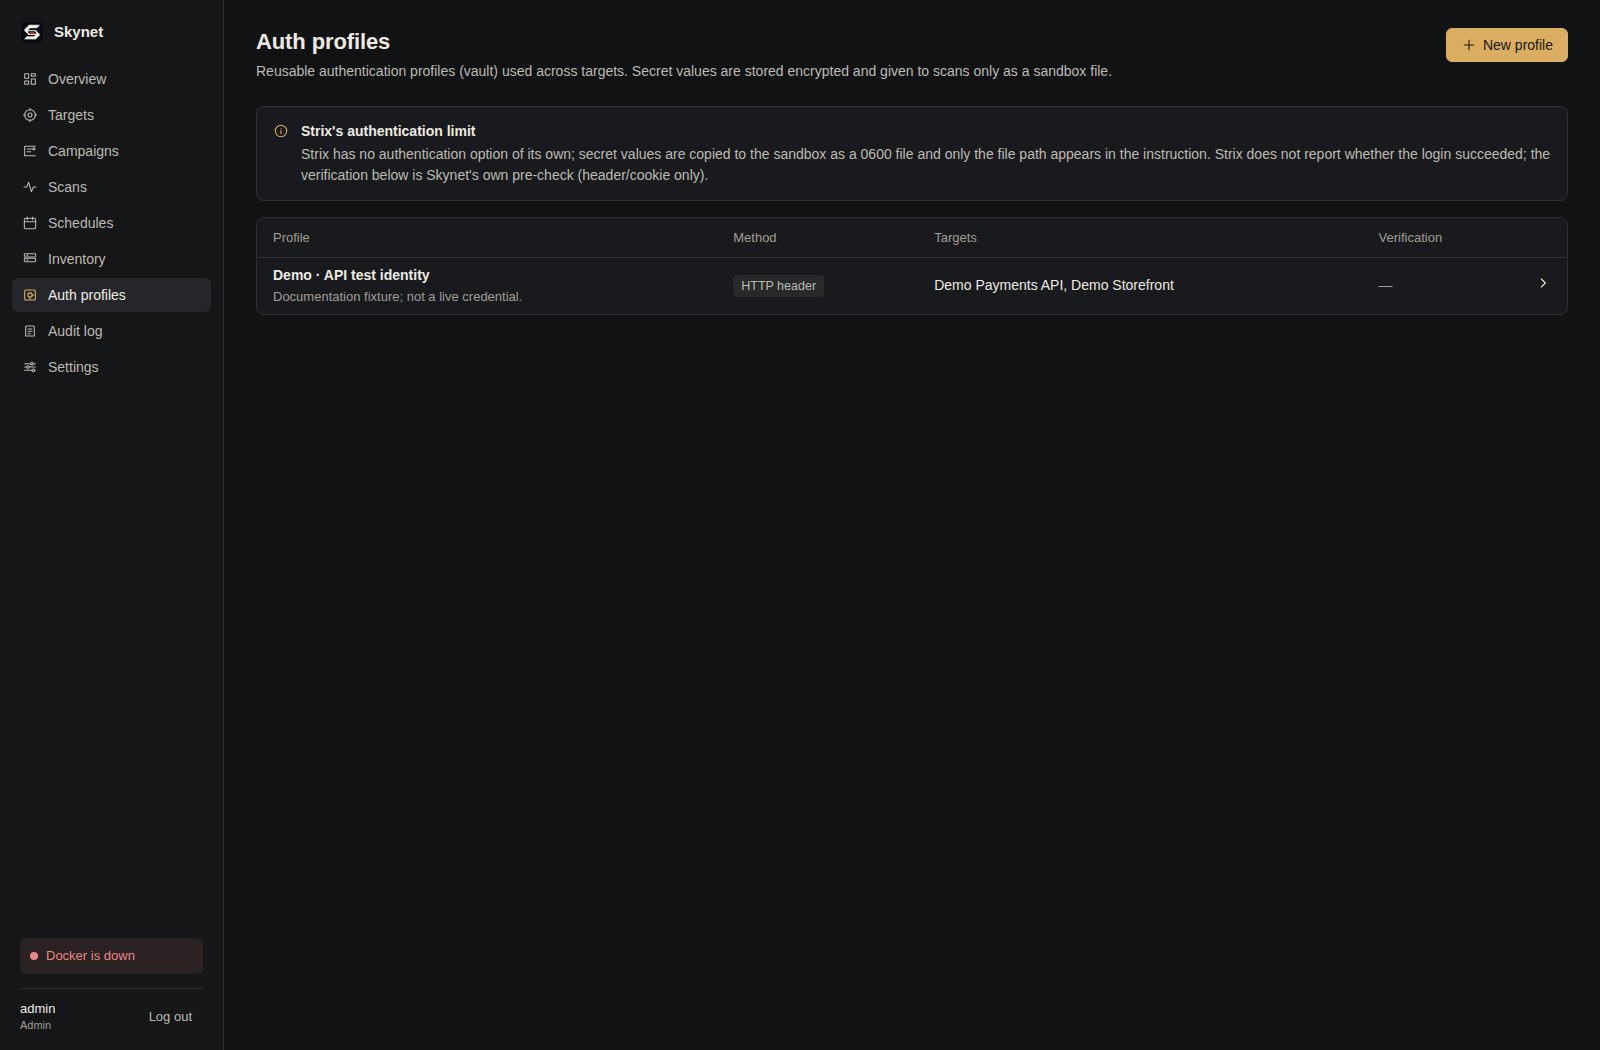 Skynet
Overview
Targets
Campaigns
Scans
Schedules
Inventory
Auth profiles
Audit log
Settings
Docker is down
admin
Admin
Log out
Auth profiles
Reusable authentication profiles (vault) used across targets. Secret values are stored encrypted and given to scans only as a sandbox file.
New profile
Strix's authentication limit
Strix has no authentication option of its own; secret values are copied to the sandbox as a 0600 file and only the file path appears in the instruction. Strix does not report whether the login succeeded; the
verification below is Skynet's own pre-check (header/cookie only).
Profile Method Targets Verification
Demo · API test identity
Documentation fixture; not a live credential.
HTTP header
Demo Payments API, Demo Storefront
—